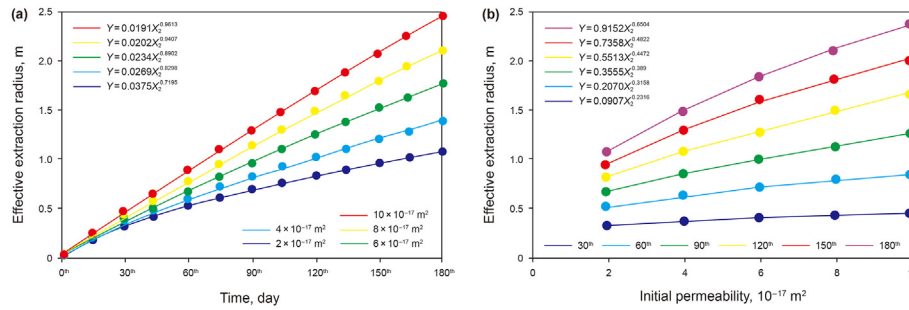 (a)
2.5
2.0
1.5
1.0
0.5
0
Effective extraction radius, m
Y=0.0191X₂^0.9613
Y=0.0202X₂^0.9407
Y=0.0234X₂^0.8902
Y=0.0269X₂^0.8298
Y=0.0375X₂^0.7195
10 × 10⁻¹⁷ m²
4 × 10⁻¹⁷ m² 8 × 10⁻¹⁷ m²
2 × 10⁻¹⁷ m² 6 × 10⁻¹⁷ m²
0ᵗʰ 30ᵗʰ 60ᵗʰ 90ᵗʰ 120ᵗʰ 150ᵗʰ 180ᵗʰ
Time, day
(b)
2.5
2.0
1.5
1.0
0.5
0
Effective extraction radius, m
Y=0.9152X₂^0.6504
Y=0.7358X₂^0.4822
Y=0.5513X₂^0.4472
Y=0.3555X₂^0.389
Y=0.2070X₂^0.3158
Y=0.0907X₂^0.2316
30ᵗʰ 60ᵗʰ 90ᵗʰ 120ᵗʰ 150ᵗʰ 180ᵗʰ
0 2 4 6 8
Initial permeability, 10⁻¹⁷ m²